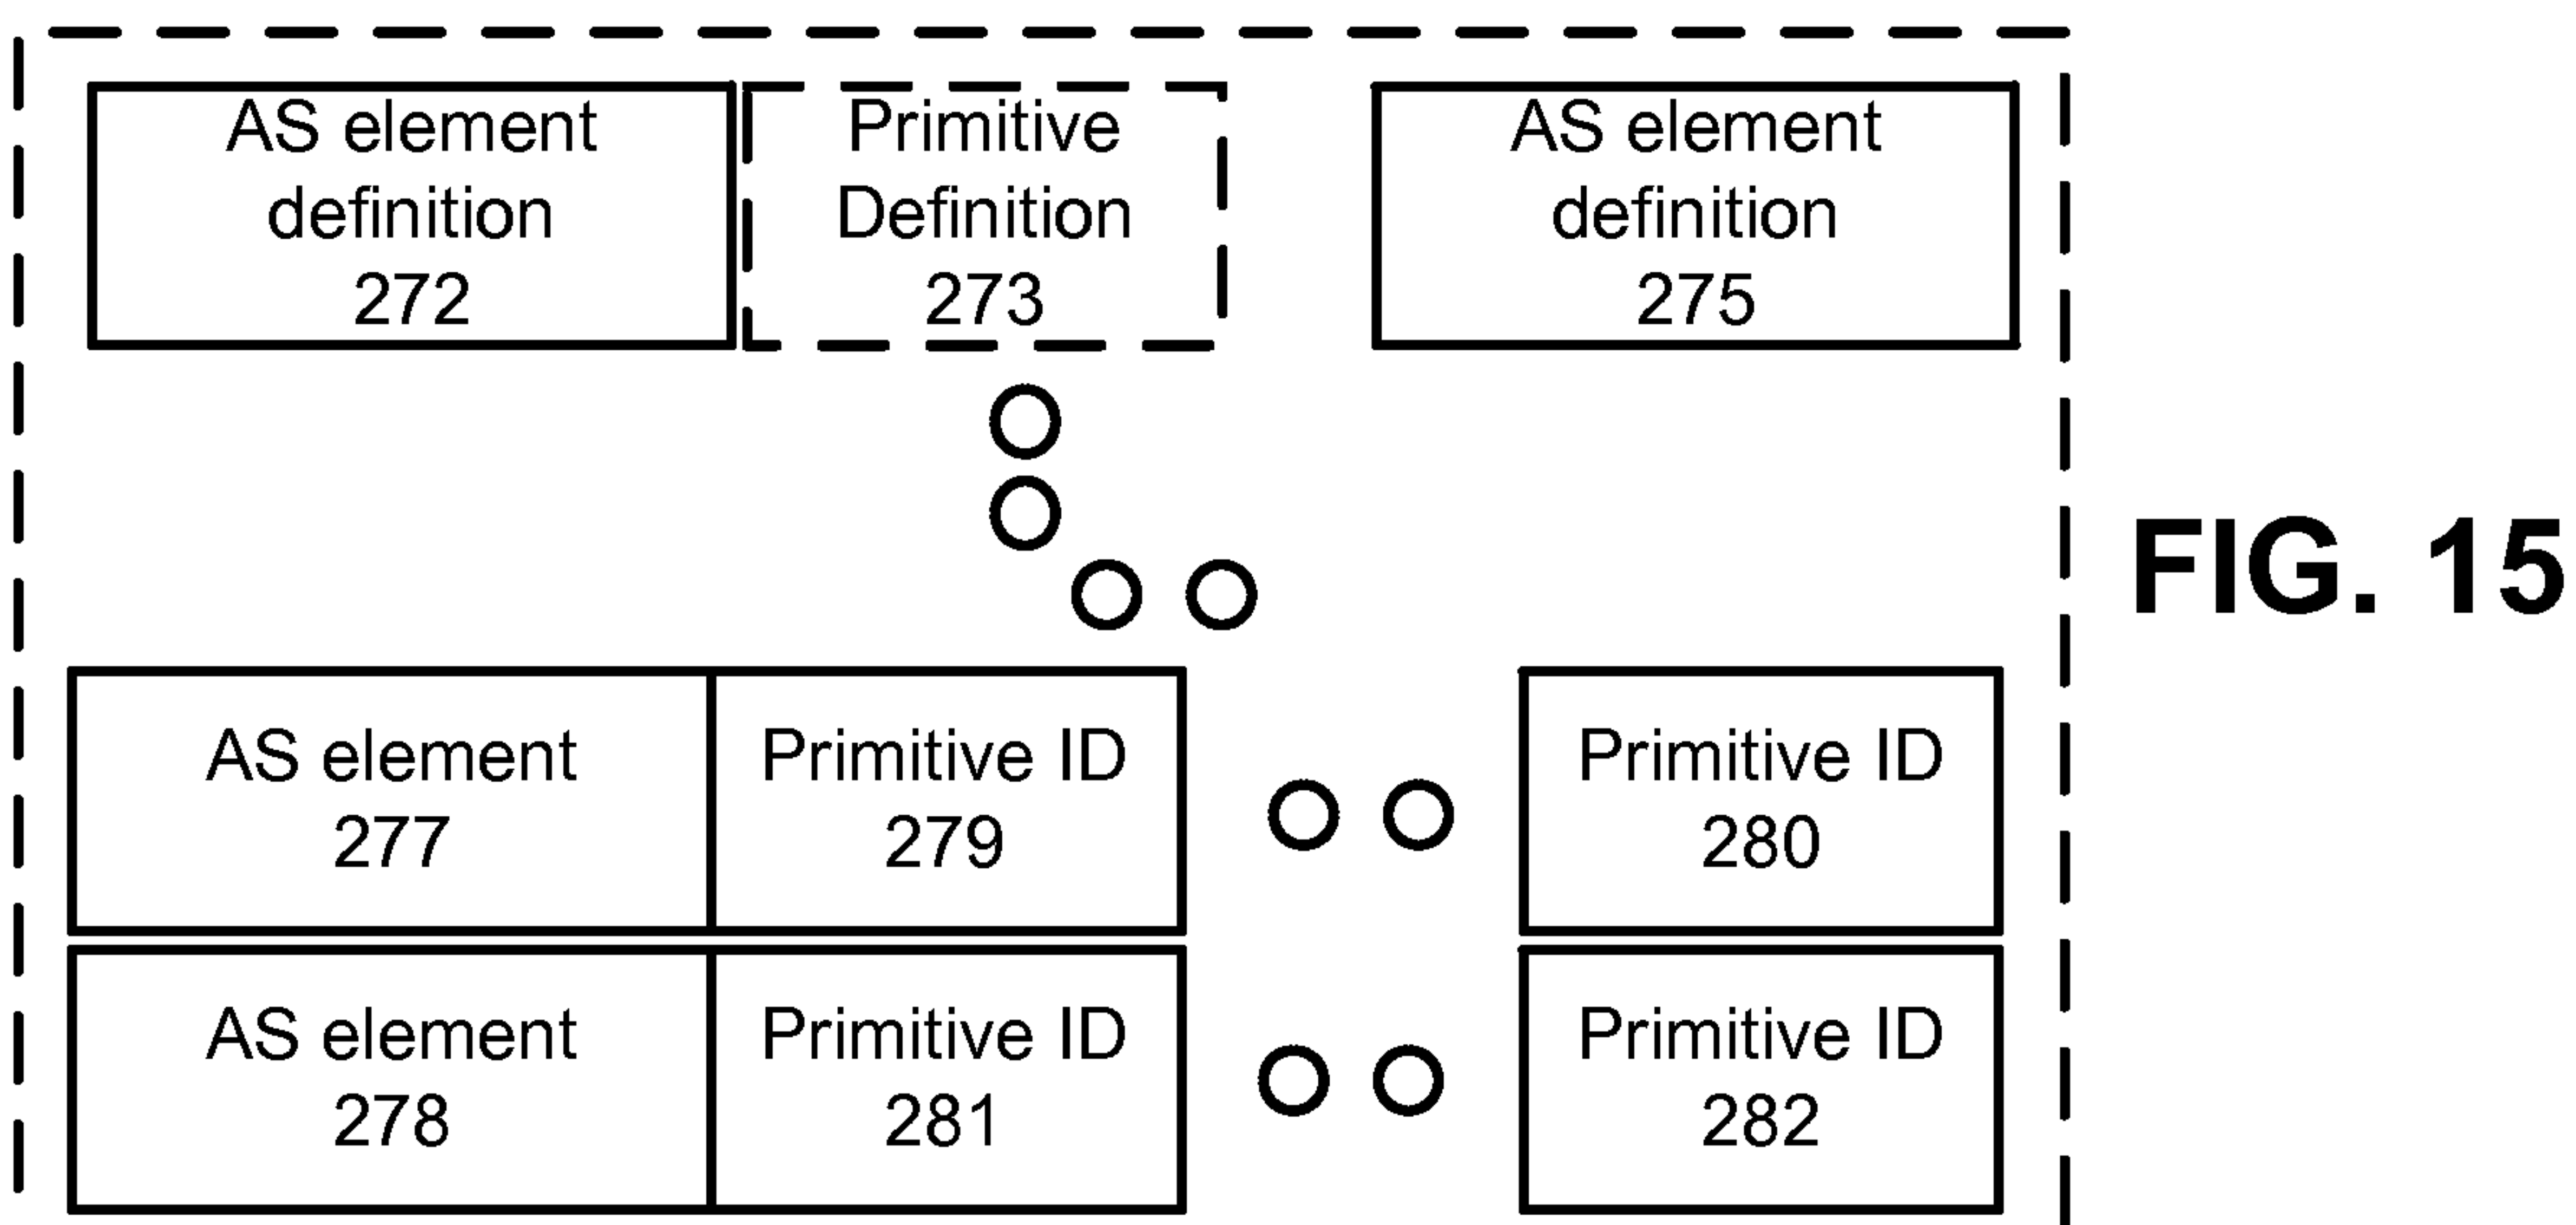 AS element
definition
272
Primitive
Definition
273
AS element
definition
275
FIG. 15
AS element
277
Primitive ID
279
Primitive ID
280
AS element
278
Primitive ID
281
Primitive ID
282